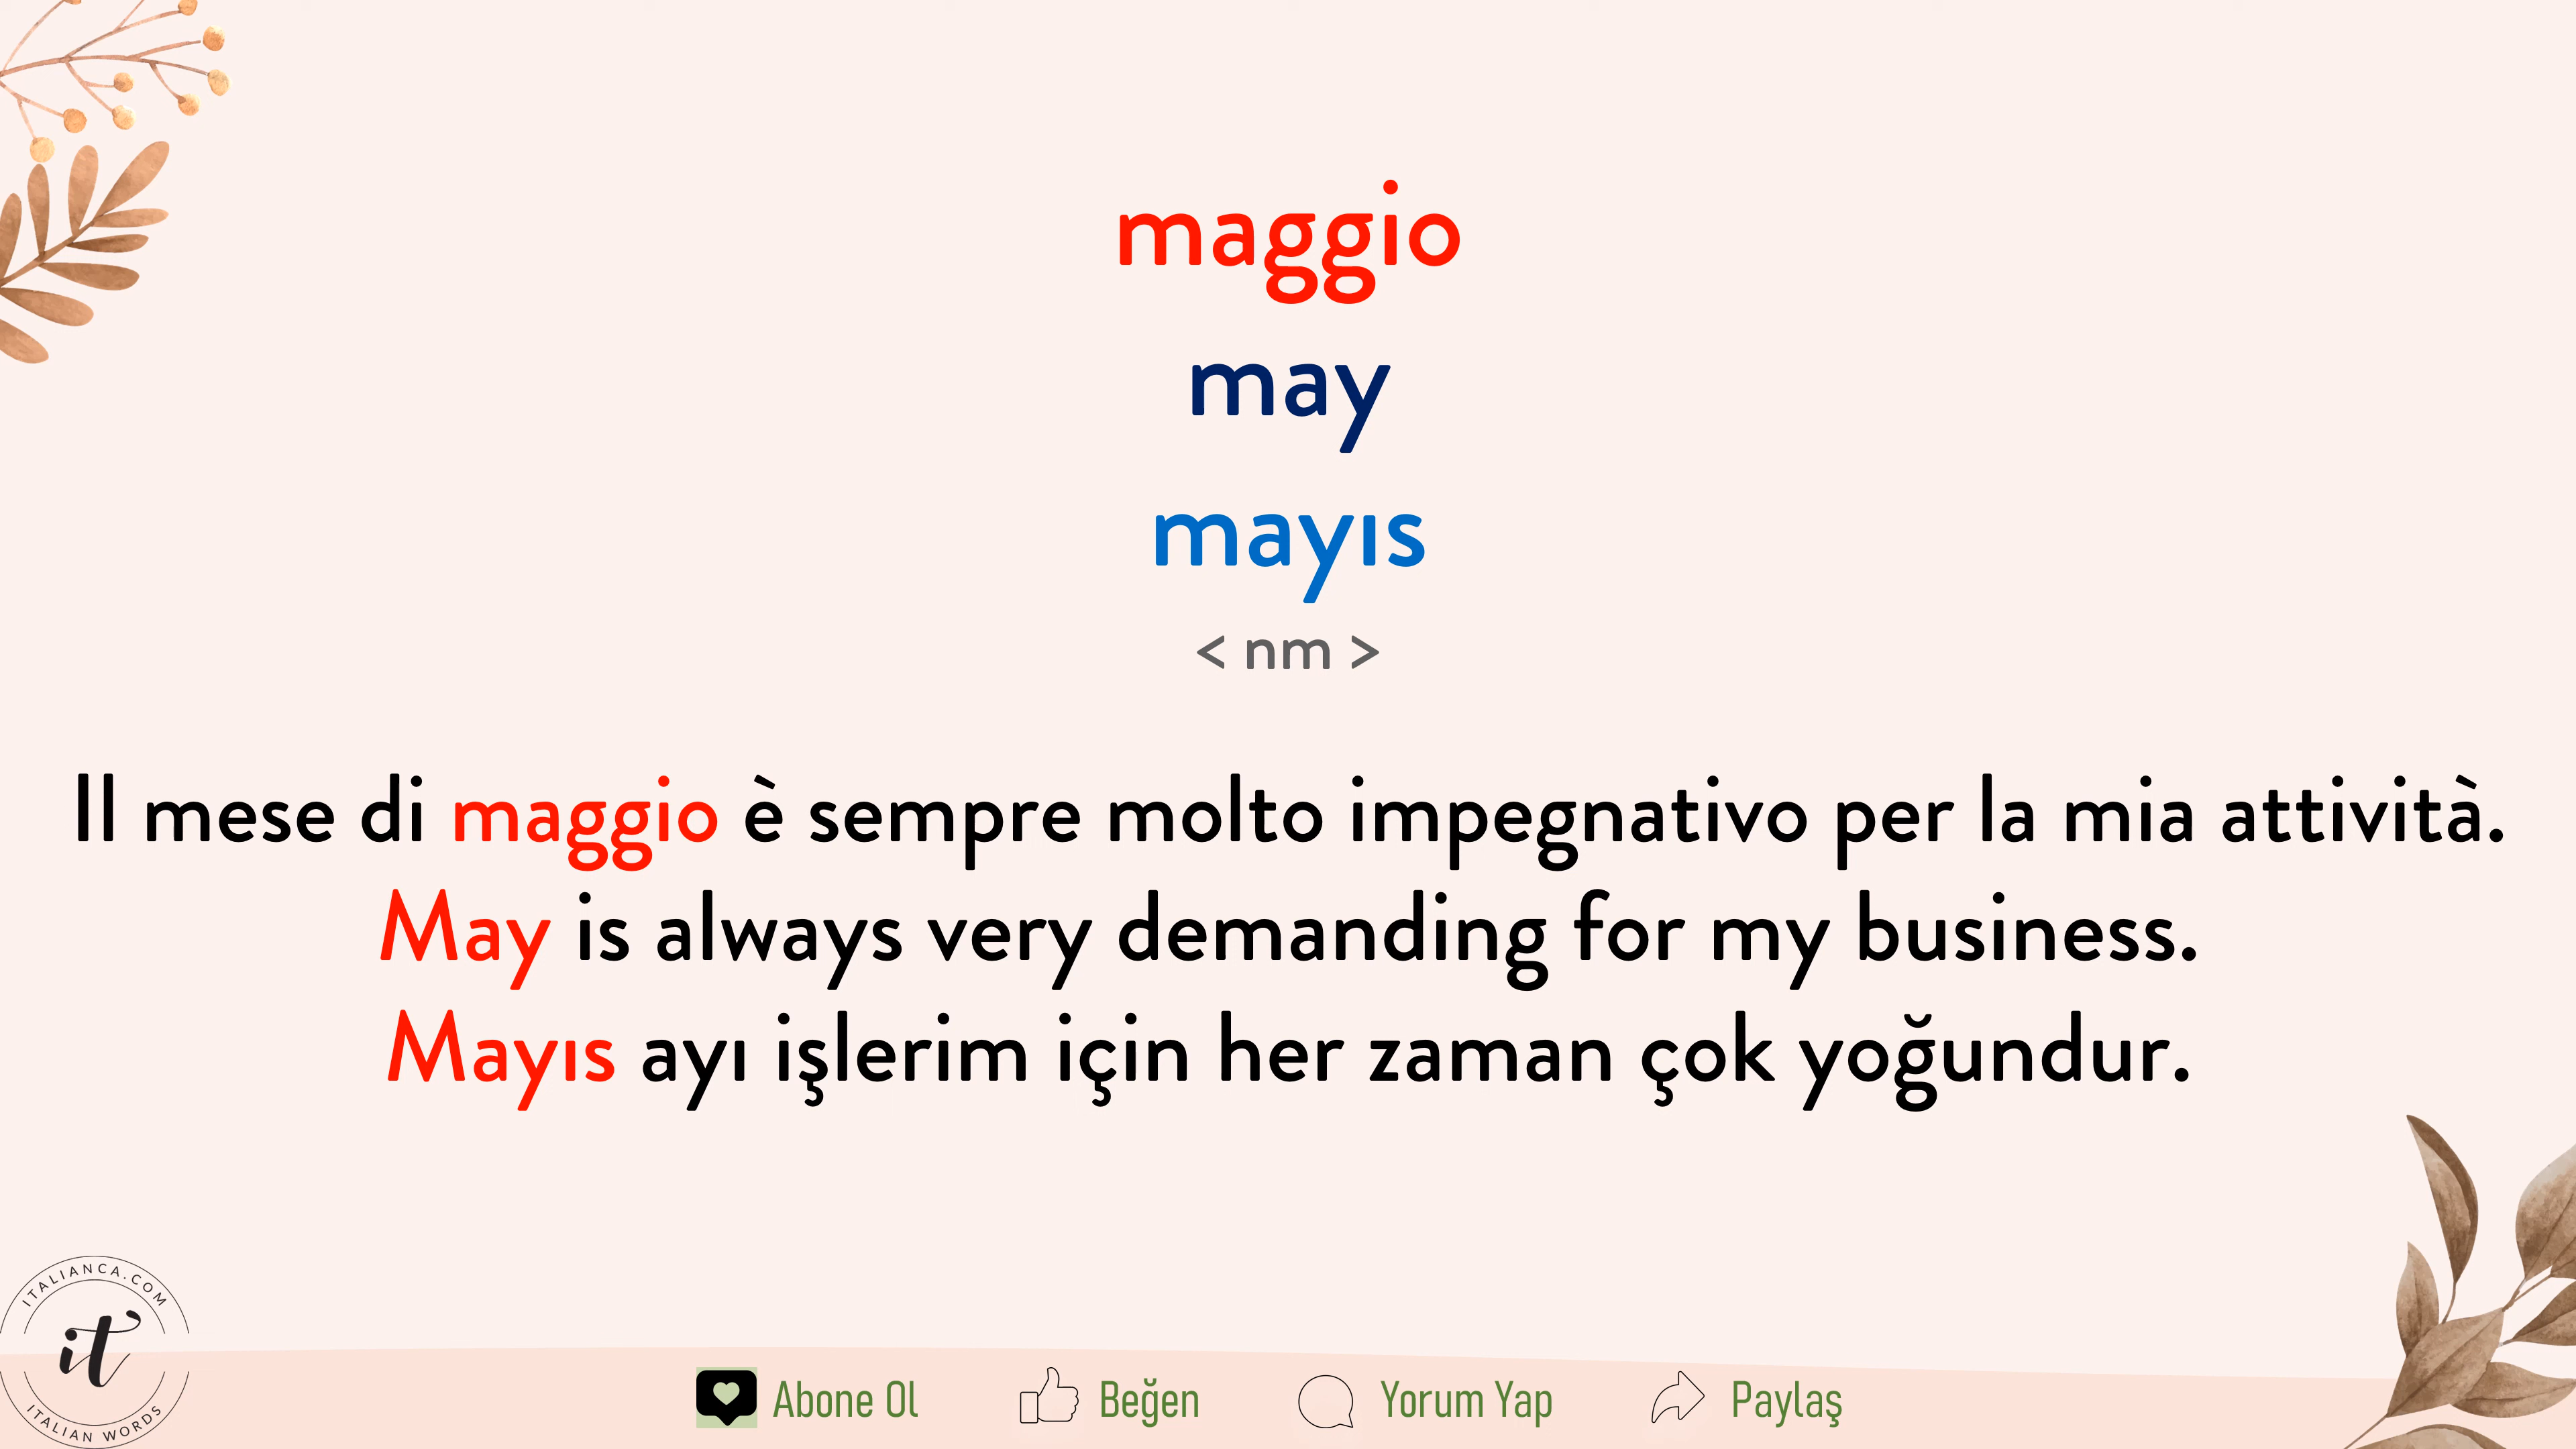 maggio
may
mayıs
< nm >
Il mese di maggio è sempre molto impegnativo per la mia attività.
May is always very demanding for my business.
Mayıs ayı işlerim için her zaman çok yoğundur.
ITALIANCA.COM
it
ITALIAN WORDS
Abone Ol Beğen Yorum Yap Paylaş